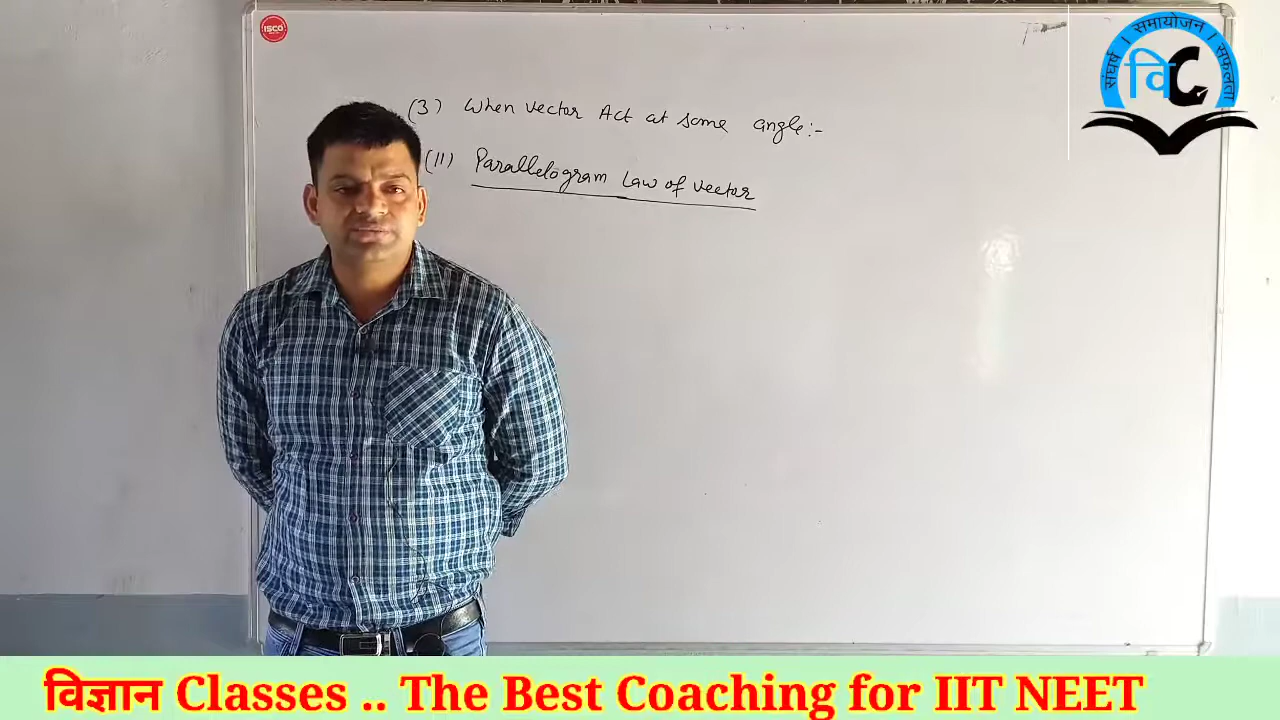 ISCO
संघर्ष । समायोजन । सफलता
वि C
(3) When vector Act at some angle:-
(II) Parallelogram Law of vector
विज्ञान Classes .. The Best Coaching for IIT NEET